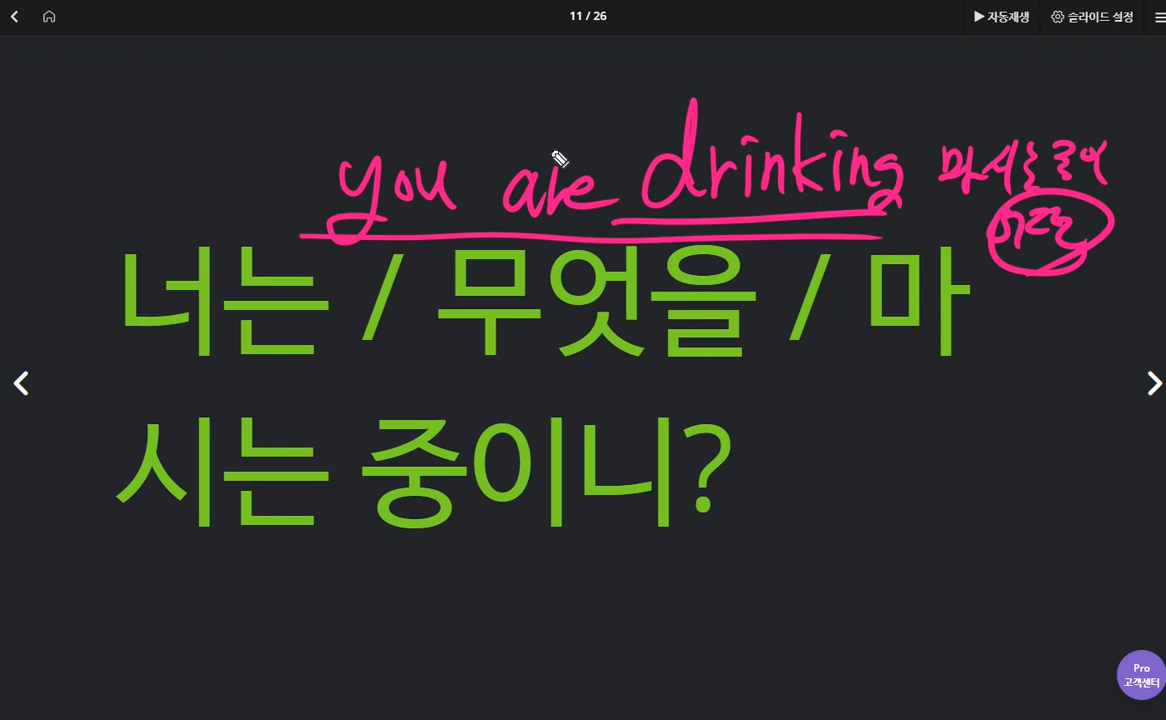 11 / 26
자동재생
슬라이드 설정
you are drinking 마시는 중이
너는 / 무엇을 / 마
시는 중이니?
Pro
고객센터